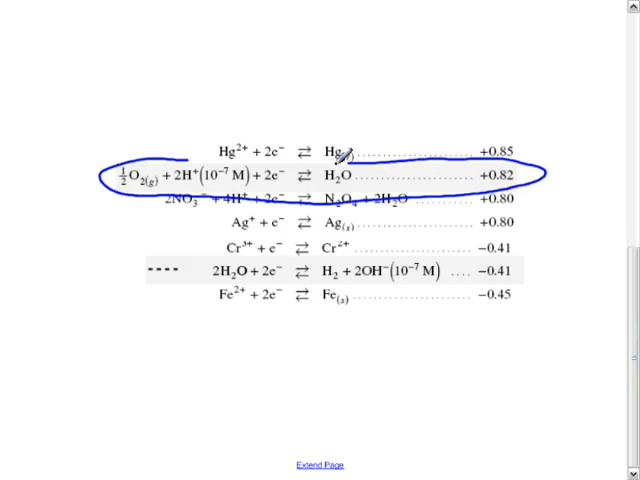 Hg²⁺ + 2e⁻ ⇄ Hg₍ₗ₎ ........................ +0.85
½O₂₍g₎ + 2H⁺(10⁻⁷ M) + 2e⁻ ⇄ H₂O ........................ +0.82
2NO₃⁻ + 4H⁺ + 2e⁻ ⇄ N₂O₄ + 2H₂O ............ +0.80
Ag⁺ + e⁻ ⇄ Ag₍s₎ ........................ +0.80
Cr³⁺ + e⁻ ⇄ Cr²⁺ ........................ −0.41
---- 2H₂O + 2e⁻ ⇄ H₂ + 2OH⁻(10⁻⁷ M) .... −0.41
Fe²⁺ + 2e⁻ ⇄ Fe₍s₎ ........................ −0.45
Extend Page